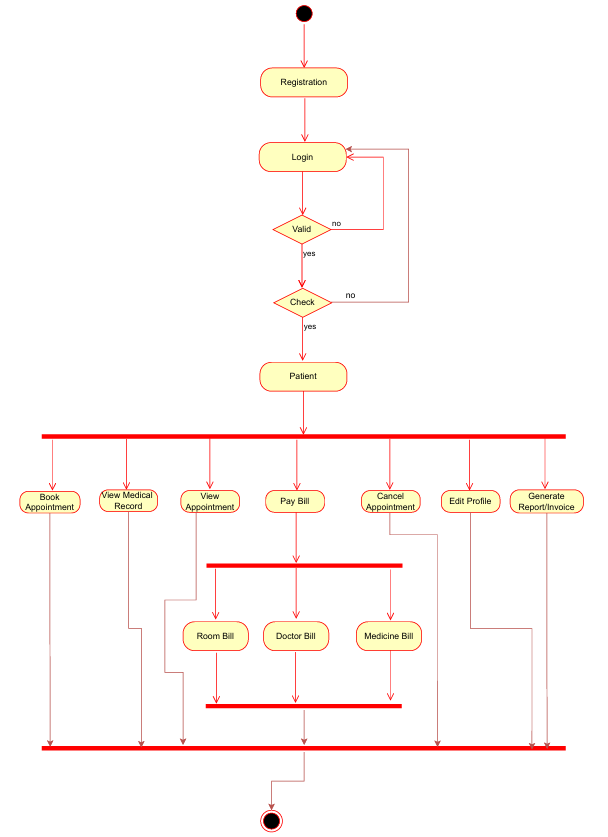 Registration
Login
Valid
no
yes
Check
no
yes
Patient
Book
Appointment
View Medical
Record
View
Appointment
Pay Bill
Cancel
Appointment
Edit Profile
Generate
Report/Invoice
Room Bill
Doctor Bill
Medicine Bill